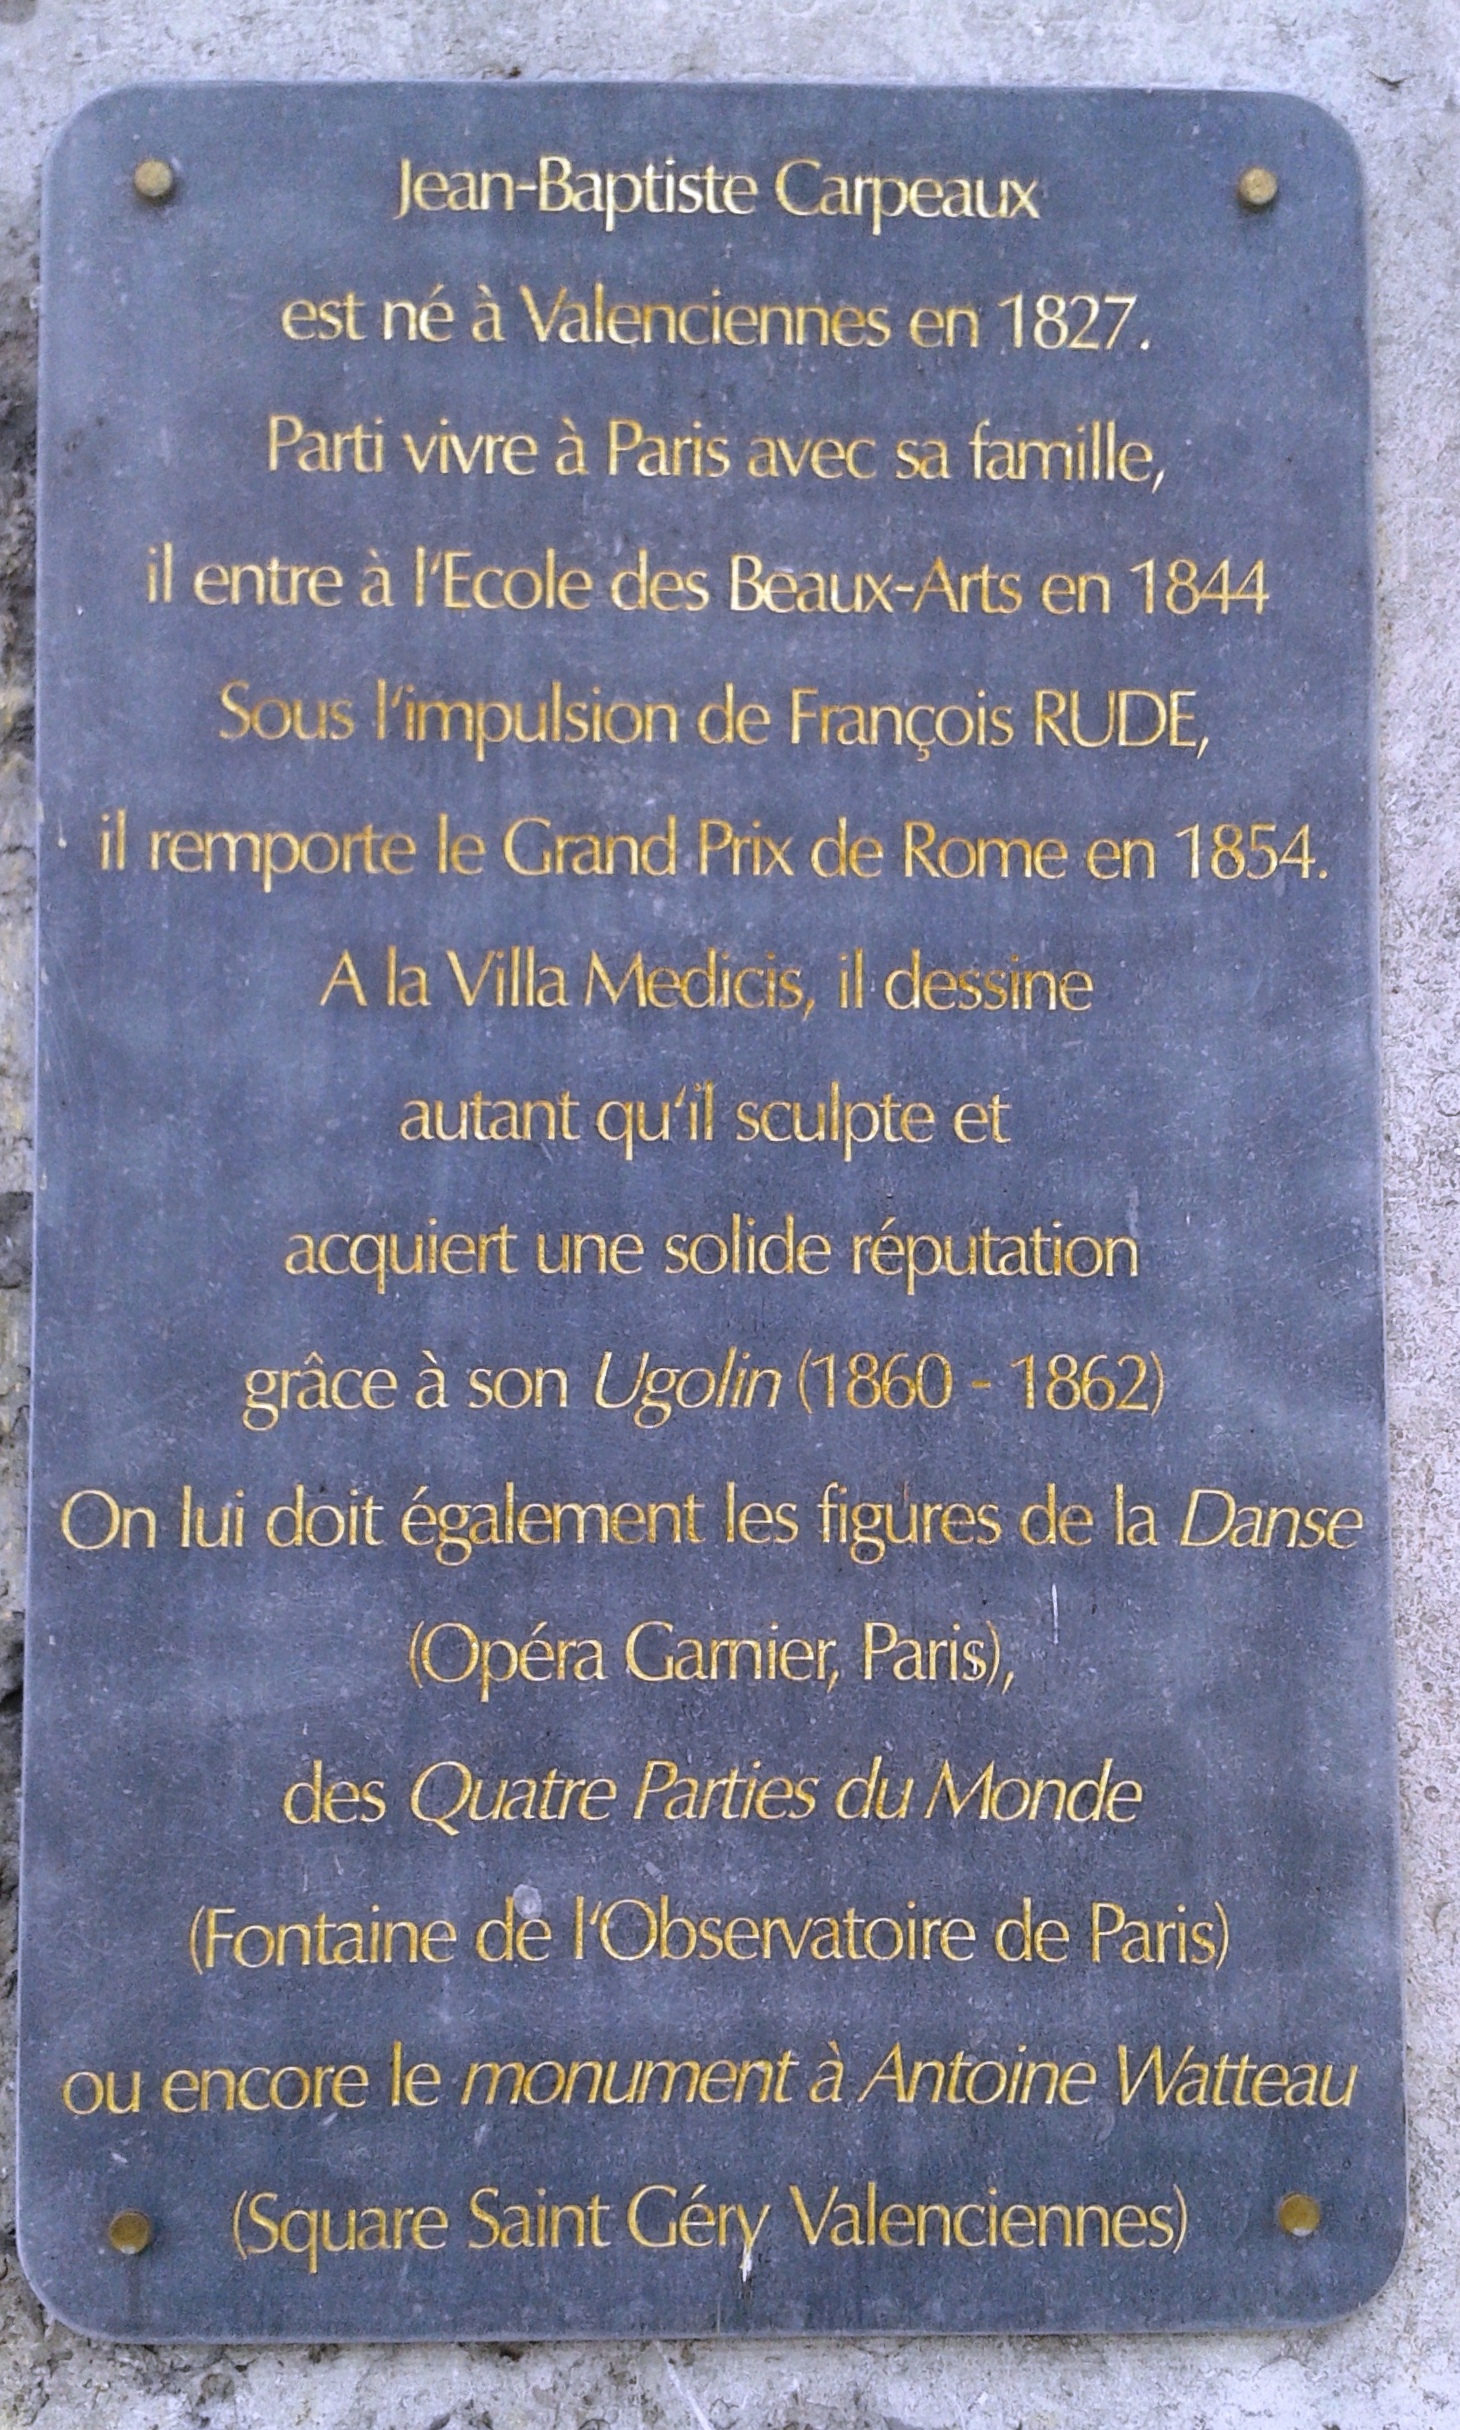 Jean-Baptiste Carpeaux
est né à Valenciennes en 1827.
Parti vivre à Paris avec sa famille,
il entre à l'Ecole des Beaux-Arts en 1844
Sous l'impulsion de François RUDE,
il remporte le Grand Prix de Rome en 1854.
A la Villa Medicis, il dessine
autant qu'il sculpte et
acquiert une solide réputation
grâce à son Ugolin (1860 - 1862)
On lui doit également les figures de la Danse
(Opéra Garnier, Paris),
des Quatre Parties du Monde
(Fontaine de l'Observatoire de Paris)
ou encore le monument à Antoine Watteau
(Square Saint Géry Valenciennes)